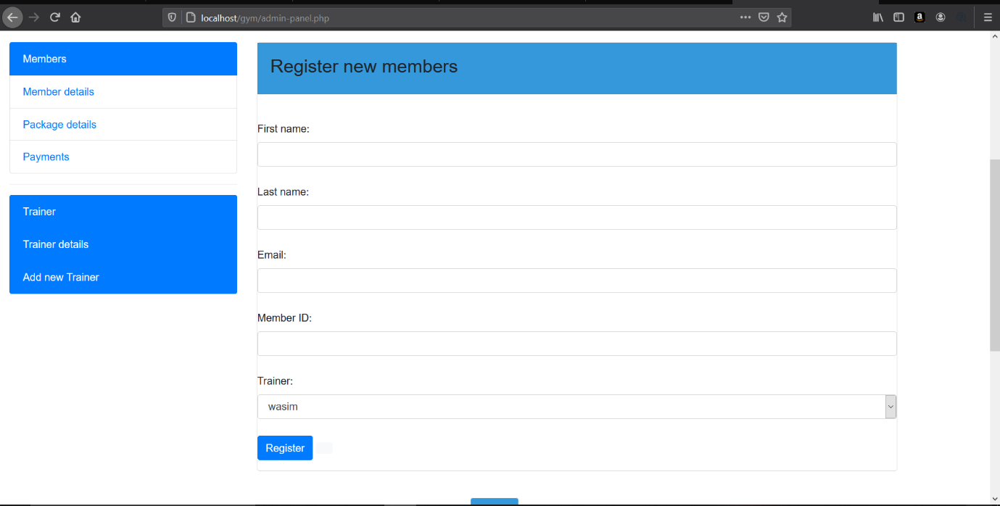 localhost/gym/admin-panel.php
Members
Member details
Package details
Payments
Trainer
Trainer details
Add new Trainer
Register new members
First name:
Last name:
Email:
Member ID:
Trainer:
wasim
Register